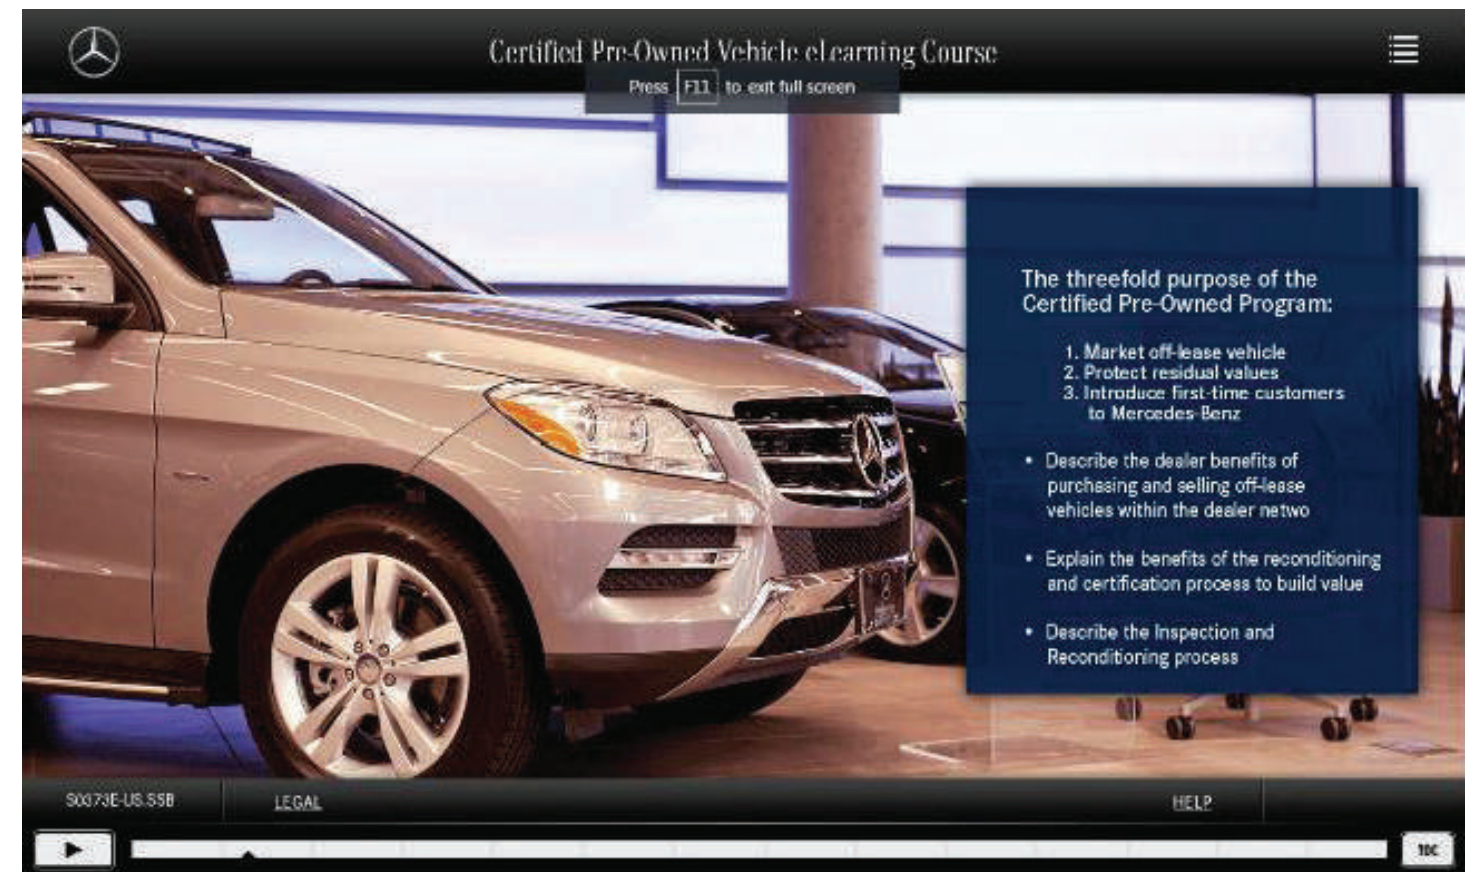 Certified Pre-Owned Vehicle eLearning Course
Press F11 to exit full screen
The threefold purpose of the
Certified Pre-Owned Program:
1. Market off-lease vehicle
2. Protect residual values
3. Introduce first-time customers
to Mercedes-Benz
• Describe the dealer benefits of
purchasing and selling off-lease
vehicles within the dealer netwo
• Explain the benefits of the reconditioning
and certification process to build value
• Describe the Inspection and
Reconditioning process
S0373E-US.SSB
LEGAL
HELP
TOC